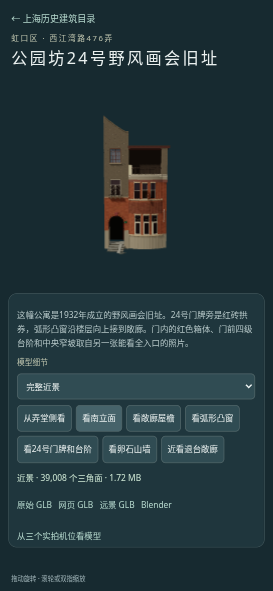 ← 上海历史建筑目录
虹口区 · 西江湾路476弄
公园坊24号野风画会旧址
这幢公寓是1932年成立的野风画会旧址。24号门牌旁是红砖拱
券，弧形凸窗沿楼层向上接到敞廊。门内的红色箱体、门前四级
台阶和中央窄坡取自另一张能看全入口的照片。
模型细节
完整近景
从弄堂侧看
看南立面
看敞廊屋檐
看弧形凸窗
看24号门牌和台阶
看卵石山墙
近看退台敞廊
近景 · 39,008 个三角面 · 1.72 MB
原始 GLB 网页 GLB 远景 GLB Blender
从三个实拍机位看模型
拖动旋转 · 滚轮或双指缩放